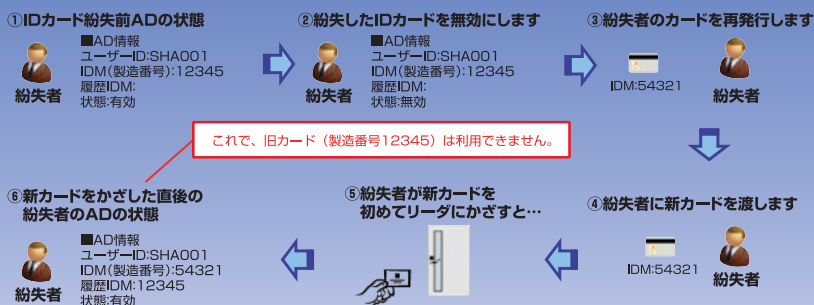 ①IDカード紛失前ADの状態
■AD情報
ユーザーID:SHA001
IDM(製造番号):12345
履歴IDM:
状態:有効
紛失者
②紛失したIDカードを無効にします
■AD情報
ユーザーID:SHA001
IDM(製造番号):12345
履歴IDM:
状態:無効
紛失者
③紛失者のカードを再発行します
IDM:54321
紛失者
これで、旧カード（製造番号12345）は利用できません。
④紛失者に新カードを渡します
IDM:54321
紛失者
⑤紛失者が新カードを
初めてリーダにかざすと…
⑥新カードをかざした直後の
紛失者のADの状態
■AD情報
ユーザーID:SHA001
IDM(製造番号):54321
履歴IDM:12345
状態:有効
紛失者